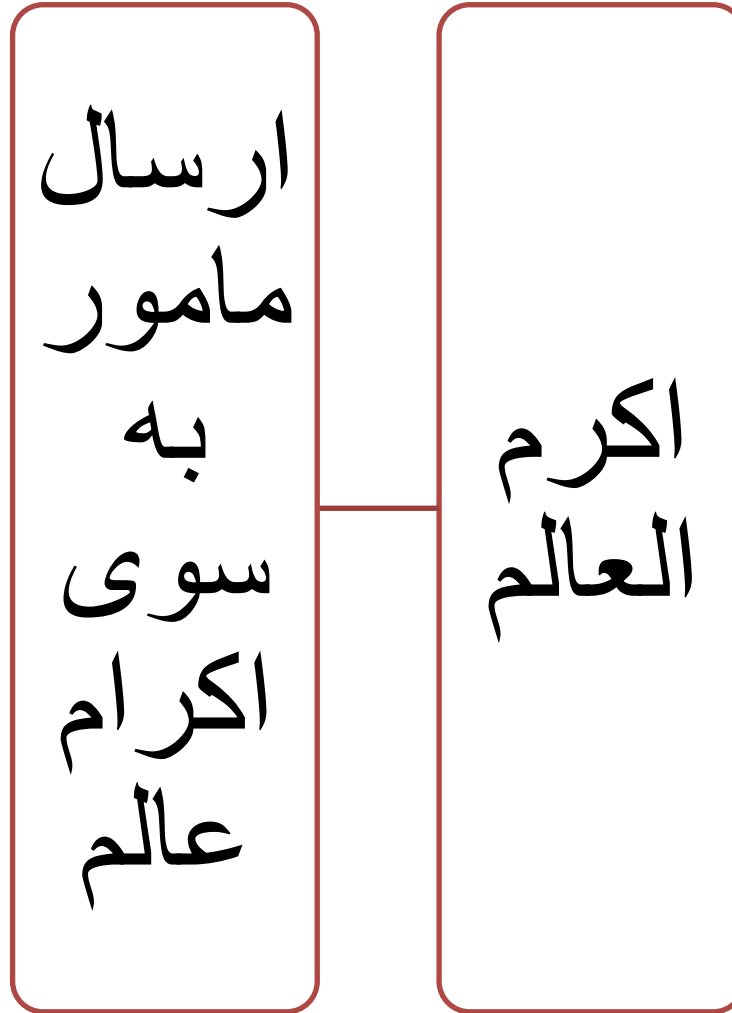 اکرم
العالم
ارسال
مامور
به
سوی
اکرام
عالم